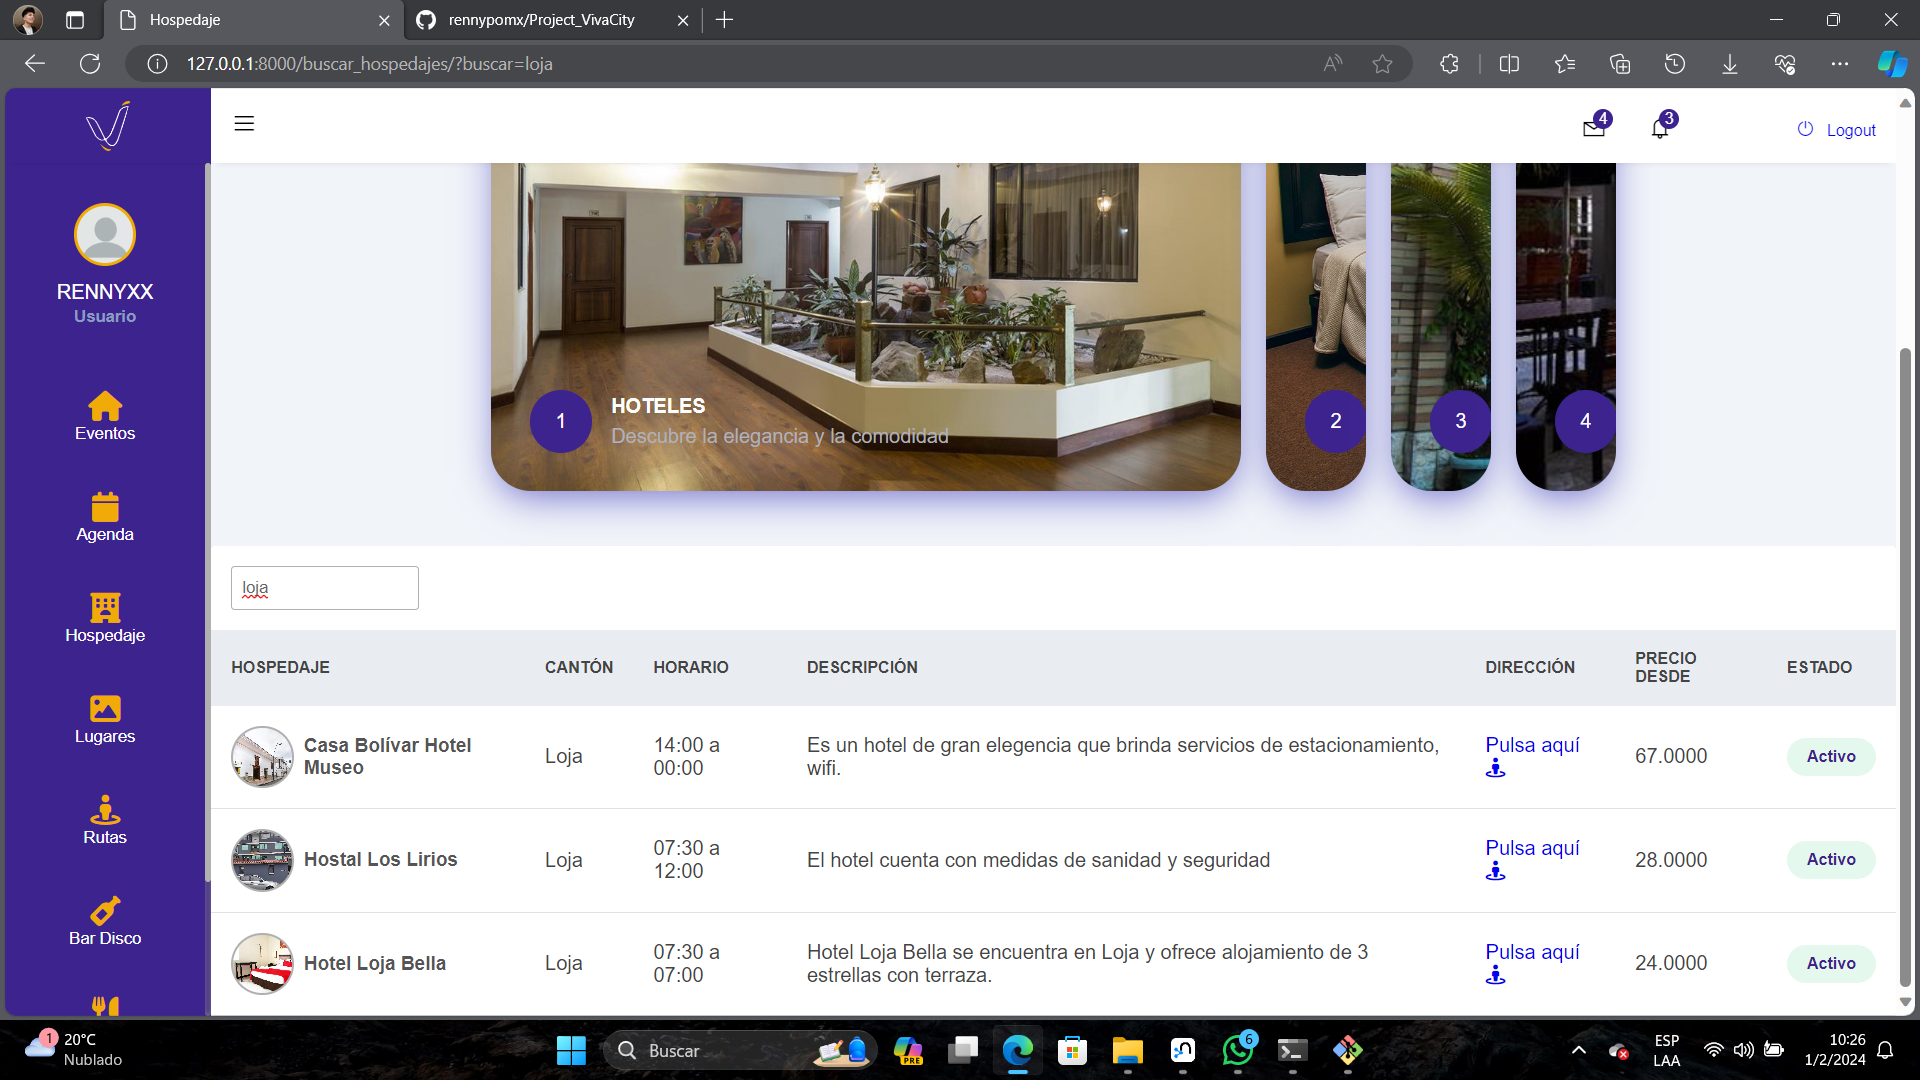 Hospedaje
rennypomx/Project_VivaCity
127.0.0.1:8000/buscar_hospedajes/?buscar=loja
4
3
Logout
RENNYXX
Usuario
Eventos
Agenda
Hospedaje
Lugares
Rutas
Bar Disco
1
HOTELES
Descubre la elegancia y la comodidad
2
3
4
loja
HOSPEDAJE
CANTÓN
HORARIO
DESCRIPCIÓN
DIRECCIÓN
PRECIO
DESDE
ESTADO
Casa Bolívar Hotel
Museo
Loja
14:00 a
00:00
Es un hotel de gran elegencia que brinda servicios de estacionamiento,
wifi.
Pulsa aquí
67.0000
Activo
Hostal Los Lirios
Loja
07:30 a
12:00
El hotel cuenta con medidas de sanidad y seguridad
Pulsa aquí
28.0000
Activo
Hotel Loja Bella
Loja
07:30 a
07:00
Hotel Loja Bella se encuentra en Loja y ofrece alojamiento de 3
estrellas con terraza.
Pulsa aquí
24.0000
Activo
1
20°C
Nublado
Buscar
PRE
6
ESP
LAA
10:26
1/2/2024